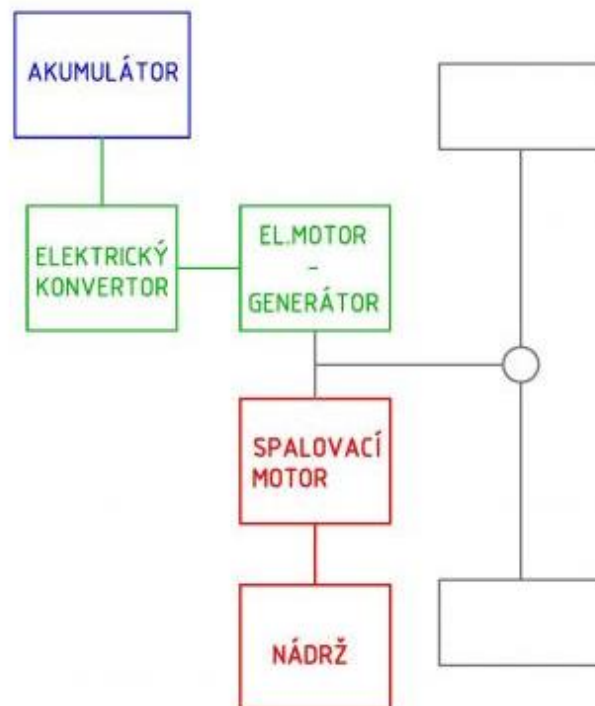 AKUMULÁTOR
ELEKTRICKÝ
KONVERTOR
EL.MOTOR
-
GENERÁTOR
SPALOVACÍ
MOTOR
NÁDRŽ